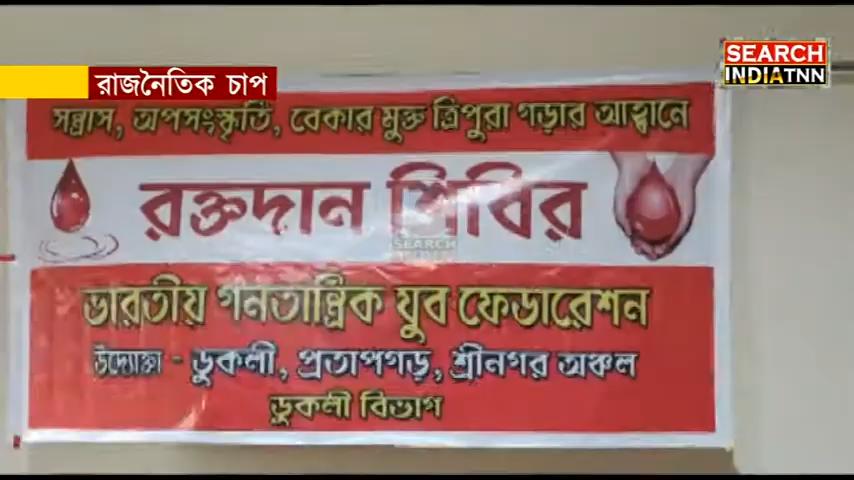 SEARCH
INDIATNN
রাজনৈতিক চাপ
সন্ত্রাস, অপসংস্কৃতি, বেকার মুক্ত ত্রিপুরা গড়ার আহ্বানে
রক্তদান শিবির
SEARCH
ভারতীয় গনতান্ত্রিক যুব ফেডারেশন
উদ্যোক্তা - ডুকলী, প্রতাপগড়, শ্রীনগর অঞ্চল
ডুকলী বিভাগ